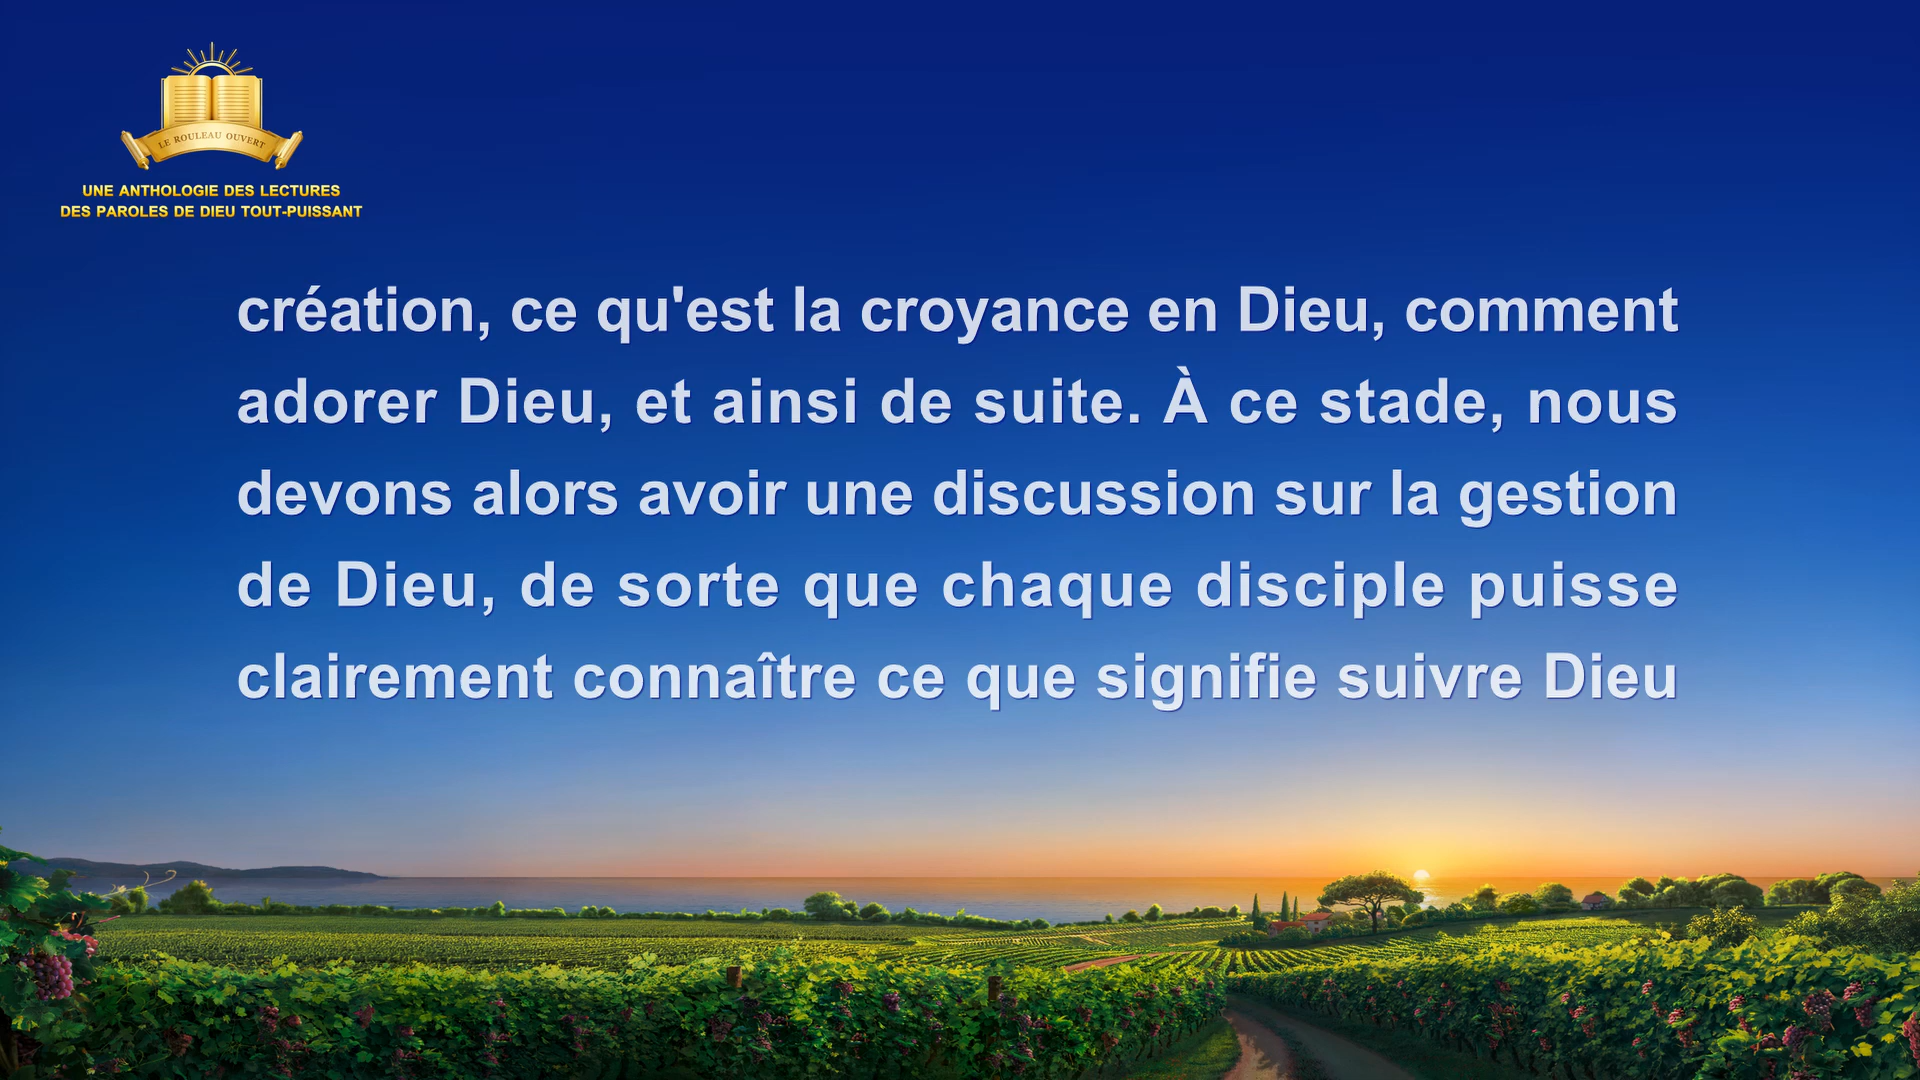 LE ROULEAU OUVERT
UNE ANTHOLOGIE DES LECTURES
DES PAROLES DE DIEU TOUT-PUISSANT
création, ce qu'est la croyance en Dieu, comment
adorer Dieu, et ainsi de suite. À ce stade, nous
devons alors avoir une discussion sur la gestion
de Dieu, de sorte que chaque disciple puisse
clairement connaître ce que signifie suivre Dieu